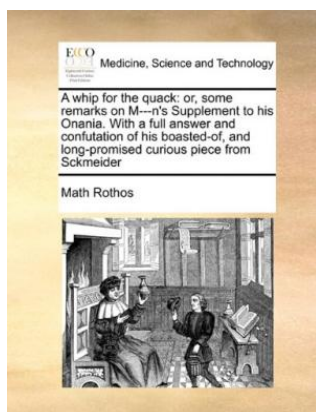 ECCO
Medicine, Science and Technology
A whip for the quack: or, some
remarks on M---n's Supplement to his
Onania. With a full answer and
confutation of his boasted-of, and
long-promised curious piece from
Sckmeider
Math Rothos